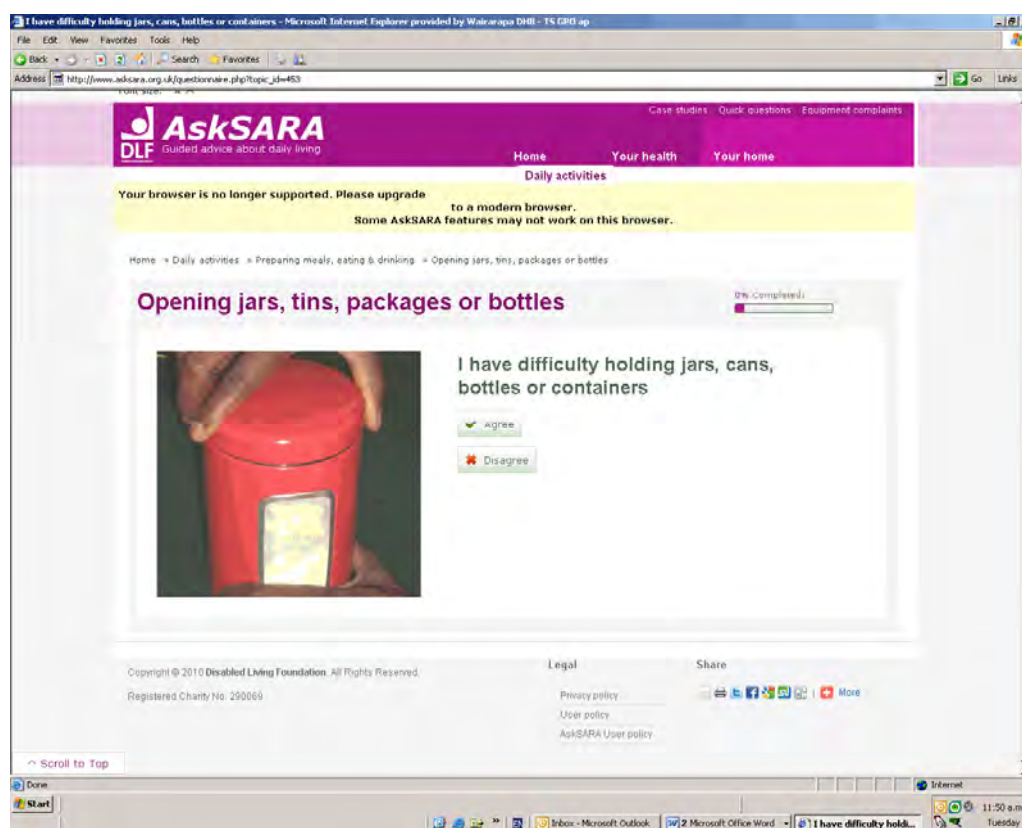 I have difficulty holding jars, cans, bottles or containers - Microsoft Internet Explorer provided by Wairarapa DHB - TS GPO ap
File Edit View Favorites Tools Help
Back Search Favorites
Address http://www.asksara.org.uk/questionnaire.php?topic_id=453 Go Links
Font size: A A
Case studies Quick questions Equipment complaints
AskSARA
DLF Guided advice about daily living
Home Your health Your home
Daily activities
Your browser is no longer supported. Please upgrade
to a modern browser.
Some AskSARA features may not work on this browser.
Home » Daily activities » Preparing meals, eating & drinking » Opening jars, tins, packages or bottles
Opening jars, tins, packages or bottles
0% Completed:
I have difficulty holding jars, cans,
bottles or containers
Agree
Disagree
Copyright © 2010 Disabled Living Foundation. All Rights Reserved.
Registered Charity No. 290069
Legal
Privacy policy
User policy
AskSARA User policy
Share
More
^ Scroll to Top
Done Internet
Start Inbox - Microsoft Outlook 2 Microsoft Office Word I have difficulty holdi... 11:50 a.m
Tuesday